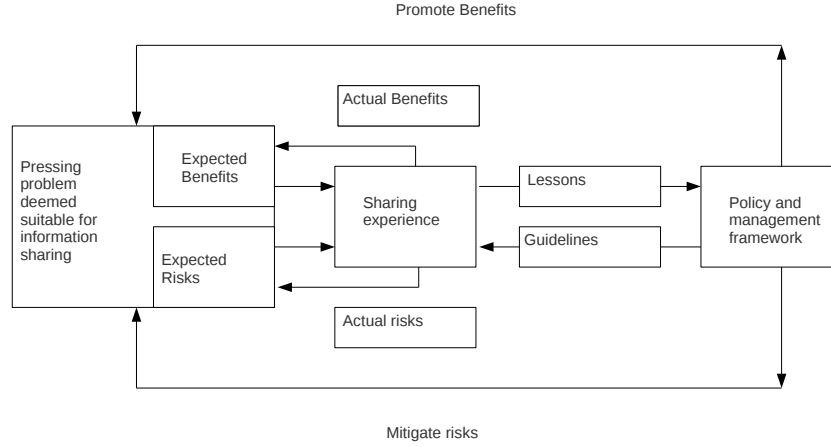 Promote Benefits
Actual Benefits
Pressing
problem
deemed
suitable for
information
sharing
Expected
Benefits
Expected
Risks
Sharing
experience
Lessons
Guidelines
Policy and
management
framework
Actual risks
Mitigate risks